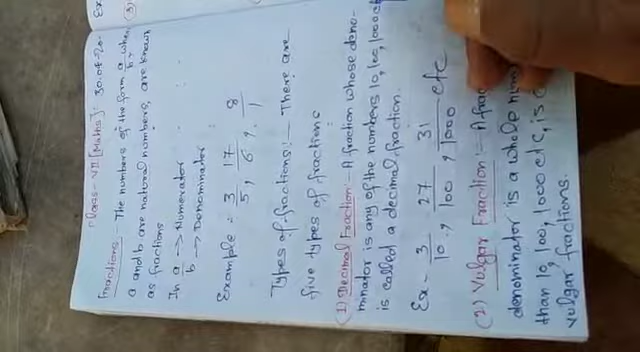 Class - VII [Maths]: 30.04.20
Fractions:- The numbers of the form a/b where
a and b are natural numbers, are known
as fractions
In a/b → Numerator
→ Denominator
Example = 3/5, 17/6, 8/1
Types of fractions:- There are
five types of fractions
(1) Decimal Fraction:- A fraction whose deno-
minator is any of the numbers 10, 100, 1000 etc
is called a decimal fraction.
Ex - 3/10, 27/100, 31/1000 etc
(2) Vulgar Fraction:- A
denominator is a whole
than 10, 100, 1000 etc, is
vulgar fractions.
Ex
(3)